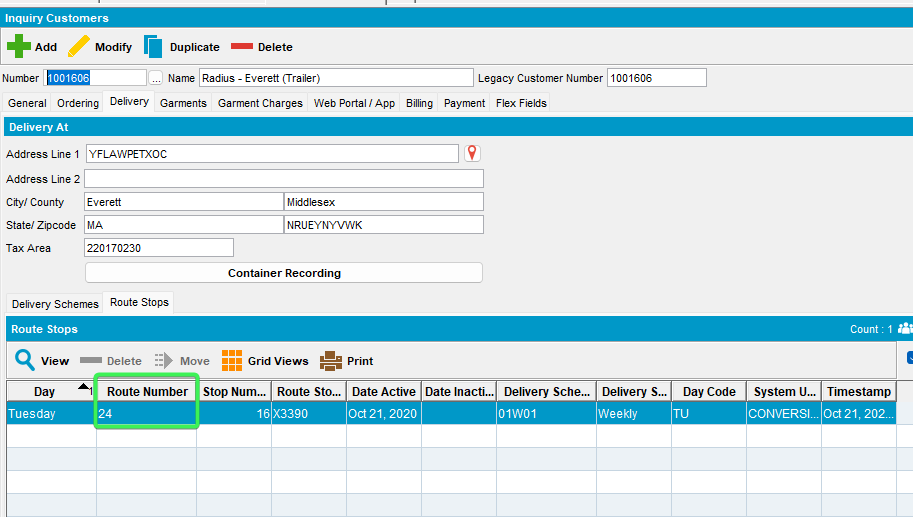 Inquiry Customers
Add Modify Duplicate Delete
Number 1001606 ... Name Radius - Everett (Trailer) Legacy Customer Number 1001606
General Ordering Delivery Garments Garment Charges Web Portal / App Billing Payment Flex Fields
Delivery At
Address Line 1 YFLAWPETXOC
Address Line 2
City/ County Everett Middlesex
State/ Zipcode MA NRUEYNYVWK
Tax Area 220170230
Container Recording
Delivery Schemes Route Stops
Route Stops Count : 1
View Delete Move Grid Views Print
Day 1 Route Number Stop Num... Route Sto... Date Active Date Inacti... Delivery Sche... Delivery S... Day Code System U... Timestamp
Tuesday 24 16 X3390 Oct 21, 2020 01W01 Weekly TU CONVERSI... Oct 21, 202...